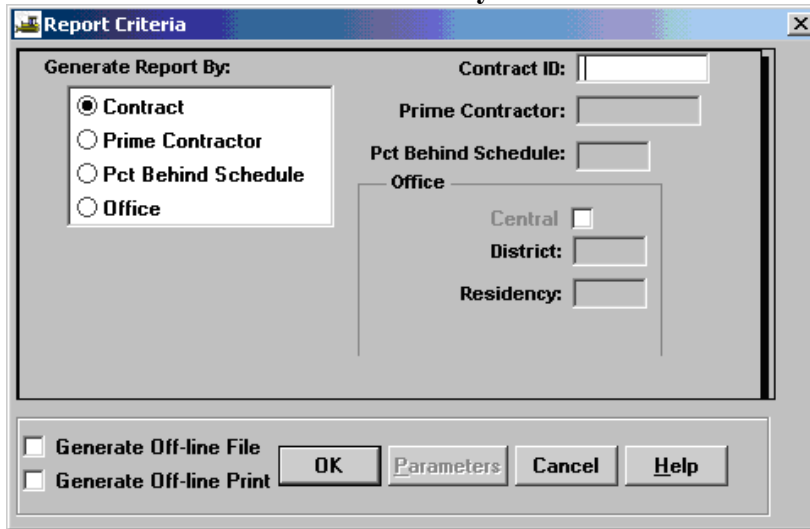 y
Report Criteria
Generate Report By:
Contract
Prime Contractor
Pct Behind Schedule
Office
Contract ID:
Prime Contractor:
Pct Behind Schedule:
Office
Central
District:
Residency:
Generate Off-line File
Generate Off-line Print
OK
Parameters
Cancel
Help